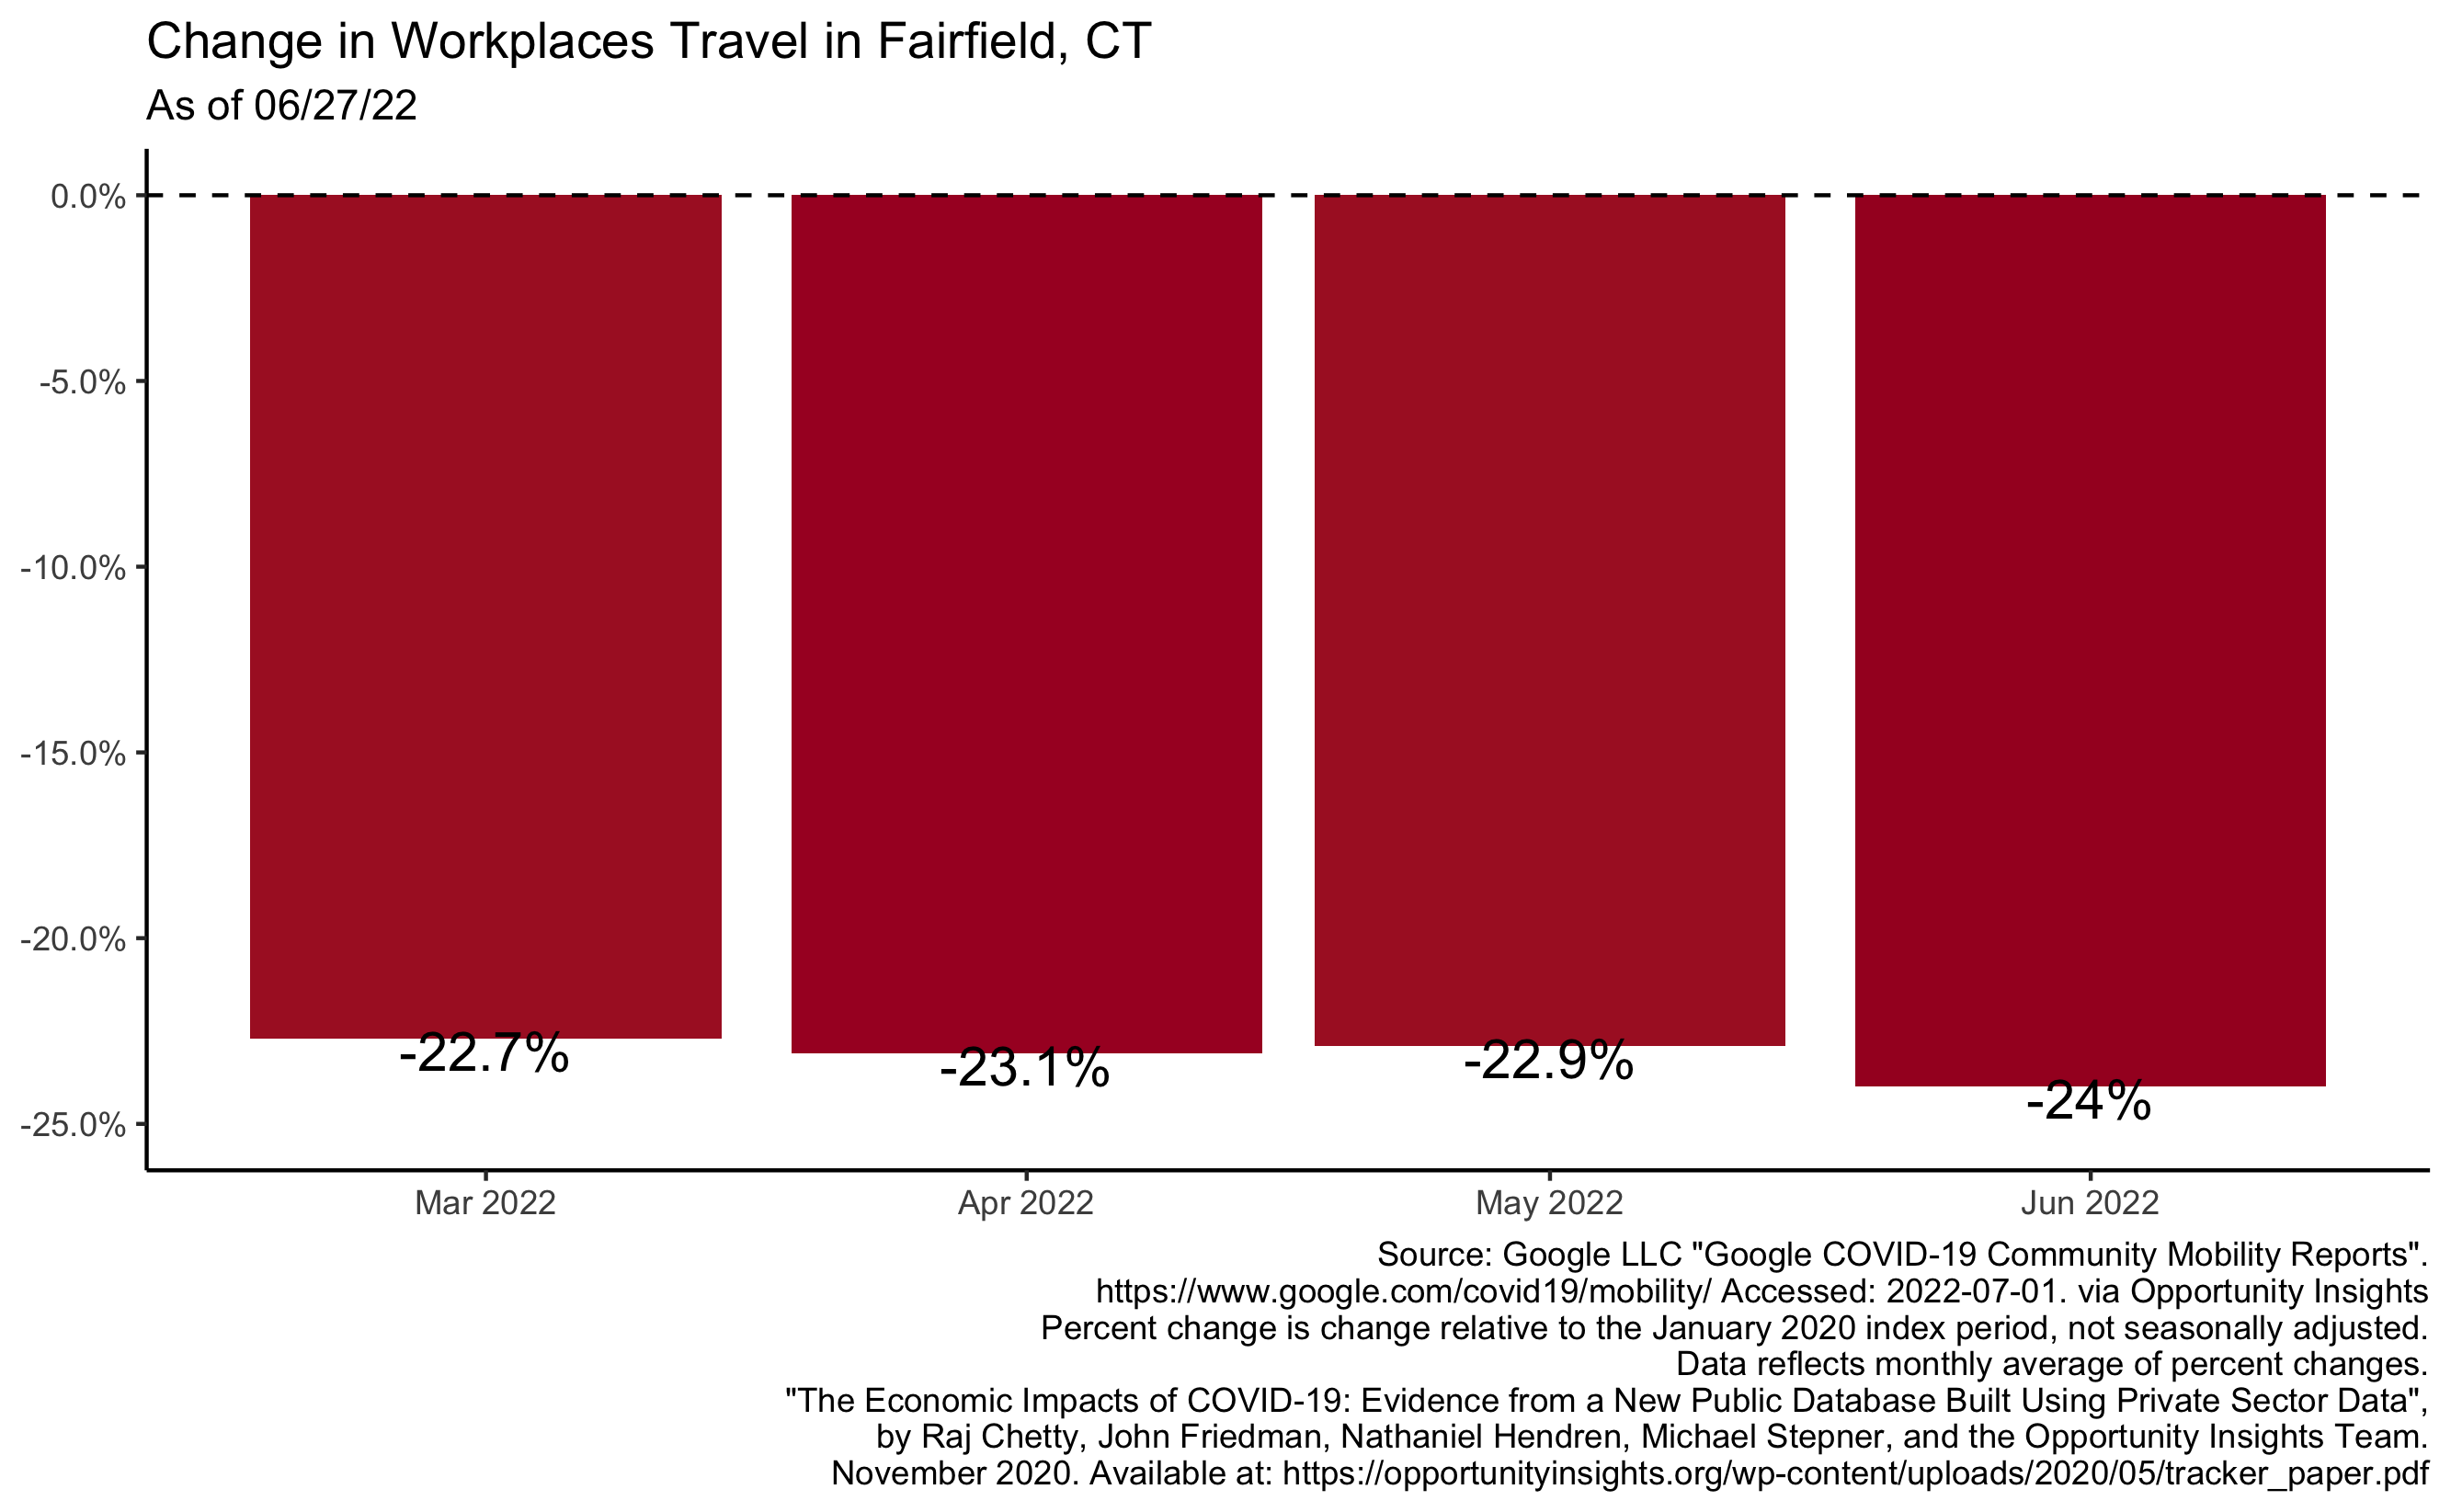 Change in Workplaces Travel in Fairfield, CT
As of 06/27/22
0.0%
-5.0%
-10.0%
-15.0%
-20.0%
-25.0%
-22.7%
-23.1%
-22.9%
-24%
Mar 2022
Apr 2022
May 2022
Jun 2022
Source: Google LLC "Google COVID-19 Community Mobility Reports".
https://www.google.com/covid19/mobility/ Accessed: 2022-07-01. via Opportunity Insights
Percent change is change relative to the January 2020 index period, not seasonally adjusted.
Data reflects monthly average of percent changes.
"The Economic Impacts of COVID-19: Evidence from a New Public Database Built Using Private Sector Data",
by Raj Chetty, John Friedman, Nathaniel Hendren, Michael Stepner, and the Opportunity Insights Team.
November 2020. Available at: https://opportunityinsights.org/wp-content/uploads/2020/05/tracker_paper.pdf